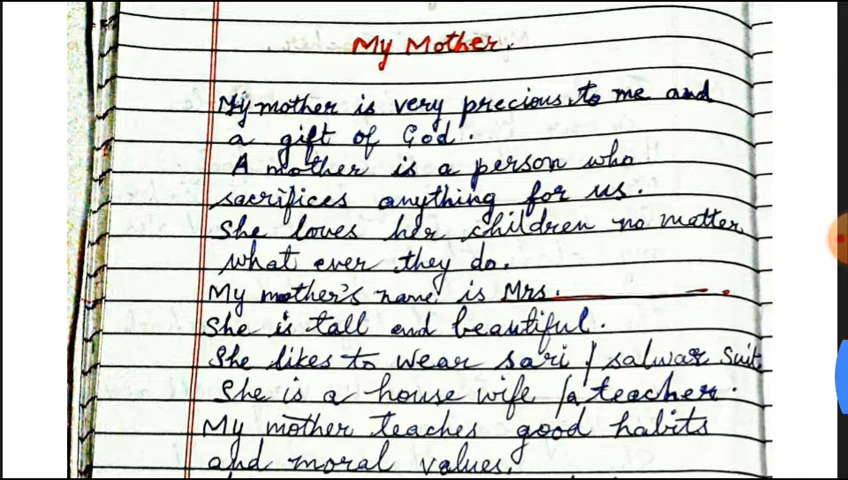 My Mother.
My mother is very precious to me and
a gift of God.
A mother is a person who
sacrifices anything for us.
She loves her children no matter
what ever they do.
My mother's name is Mrs.
She is tall and beautiful.
She likes to wear sari / salwar suit
She is a house wife /a teacher.
My mother teaches good habits
and moral values.